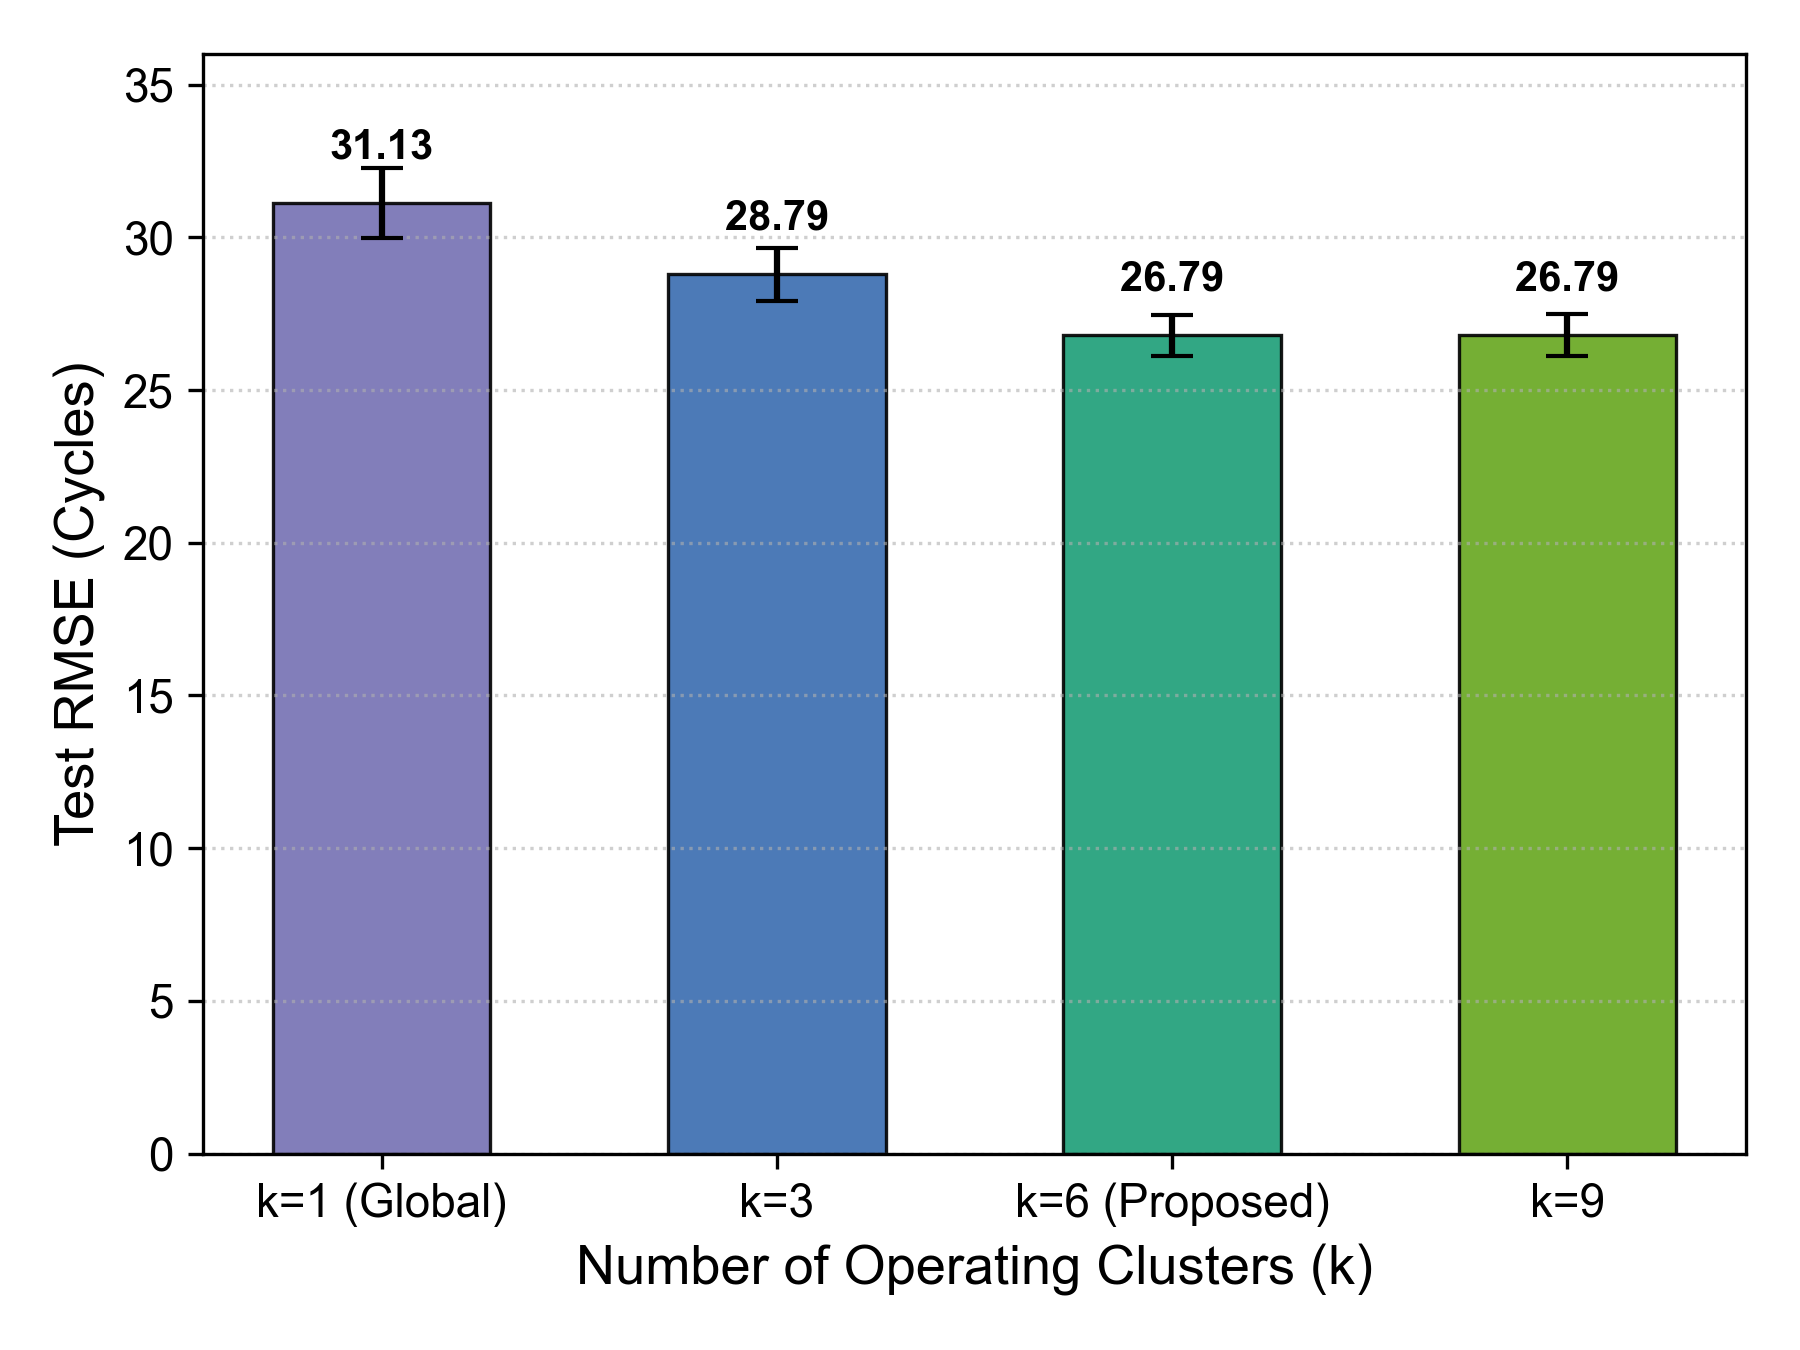 35
30
25
20
15
10
5
0
Test RMSE (Cycles)
31.13
28.79
26.79
26.79
k=1 (Global)
k=3
k=6 (Proposed)
k=9
Number of Operating Clusters (k)